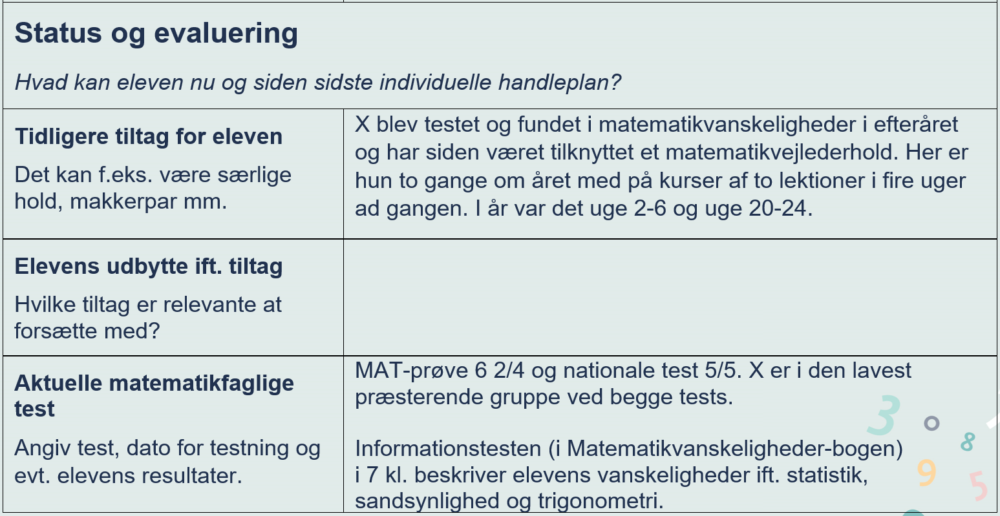 Status og evaluering
Hvad kan eleven nu og siden sidste individuelle handleplan?
Tidligere tiltag for eleven
Det kan f.eks. være særlige
hold, makkerpar mm.
X blev testet og fundet i matematikvanskeligheder i efteråret
og har siden været tilknyttet et matematikvejlederhold. Her er
hun to gange om året med på kurser af to lektioner i fire uger
ad gangen. I år var det uge 2-6 og uge 20-24.
Elevens udbytte ift. tiltag
Hvilke tiltag er relevante at
forsætte med?
Aktuelle matematikfaglige
test
Angiv test, dato for testning og
evt. elevens resultater.
MAT-prøve 6 2/4 og nationale test 5/5. X er i den lavest
præsterende gruppe ved begge tests.
Informationstesten (i Matematikvanskeligheder-bogen)
i 7 kl. beskriver elevens vanskeligheder ift. statistik,
sandsynlighed og trigonometri.
3
8
9
5